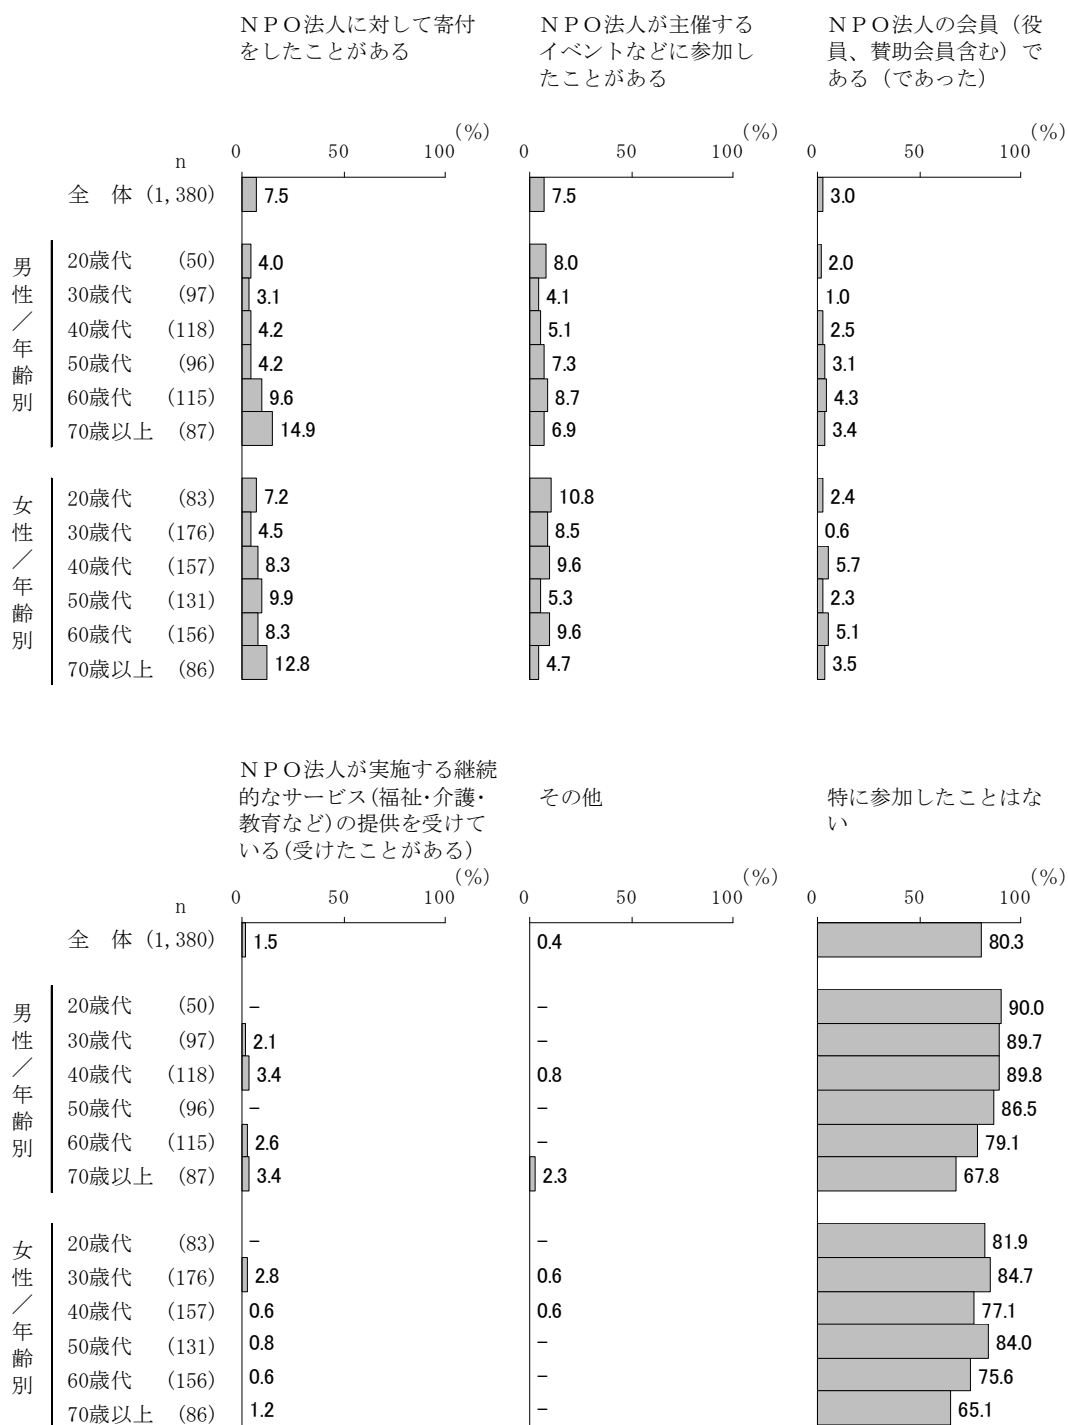 ＮＰＯ法人に対して寄付
をしたことがある
ＮＰＯ法人が主催する
イベントなどに参加し
たことがある
ＮＰＯ法人の会員（役
員、賛助会員含む）で
ある（であった）
(%) (%) (%)
n 0 50 100 0 50 100 0 50 100
全　体 (1,380) 7.5 7.5 3.0
男性／年齢別
20歳代 (50) 4.0 8.0 2.0
30歳代 (97) 3.1 4.1 1.0
40歳代 (118) 4.2 5.1 2.5
50歳代 (96) 4.2 7.3 3.1
60歳代 (115) 9.6 8.7 4.3
70歳以上 (87) 14.9 6.9 3.4
女性／年齢別
20歳代 (83) 7.2 10.8 2.4
30歳代 (176) 4.5 8.5 0.6
40歳代 (157) 8.3 9.6 5.7
50歳代 (131) 9.9 5.3 2.3
60歳代 (156) 8.3 9.6 5.1
70歳以上 (86) 12.8 4.7 3.5
ＮＰＯ法人が実施する継続
的なサービス(福祉・介護・
教育など)の提供を受けて
いる(受けたことがある)
その他
特に参加したことはな
い
(%) (%) (%)
n 0 50 100 0 50 100 0 50 100
全　体 (1,380) 1.5 0.4 80.3
男性／年齢別
20歳代 (50) － － 90.0
30歳代 (97) 2.1 － 89.7
40歳代 (118) 3.4 0.8 89.8
50歳代 (96) － － 86.5
60歳代 (115) 2.6 － 79.1
70歳以上 (87) 3.4 2.3 67.8
女性／年齢別
20歳代 (83) － － 81.9
30歳代 (176) 2.8 0.6 84.7
40歳代 (157) 0.6 0.6 77.1
50歳代 (131) 0.8 － 84.0
60歳代 (156) 0.6 － 75.6
70歳以上 (86) 1.2 － 65.1